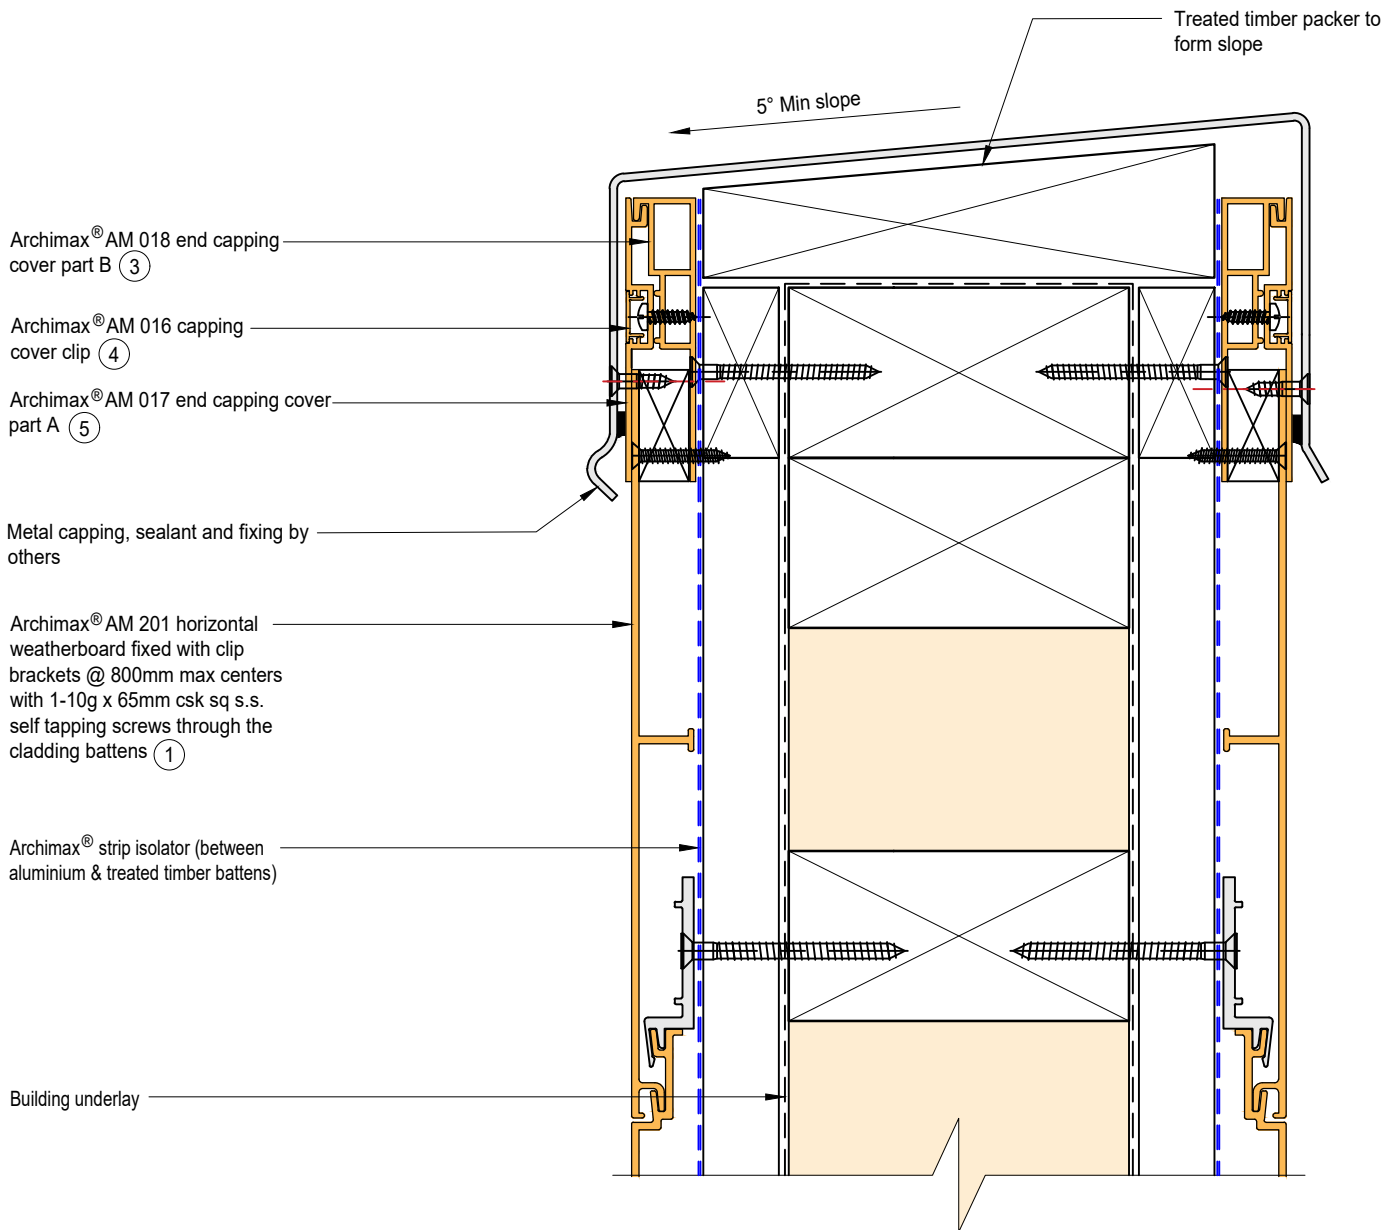 Treated timber packer to
form slope
5° Min slope
Archimax® AM 018 end capping
cover part B 3
Archimax® AM 016 capping
cover clip 4
Archimax® AM 017 end capping cover
part A 5
Metal capping, sealant and fixing by
others
Archimax® AM 201 horizontal
weatherboard fixed with clip
brackets @ 800mm max centers
with 1-10g x 65mm csk sq s.s.
self tapping screws through the
cladding battens 1
Archimax® strip isolator (between
aluminium & treated timber battens)
Building underlay